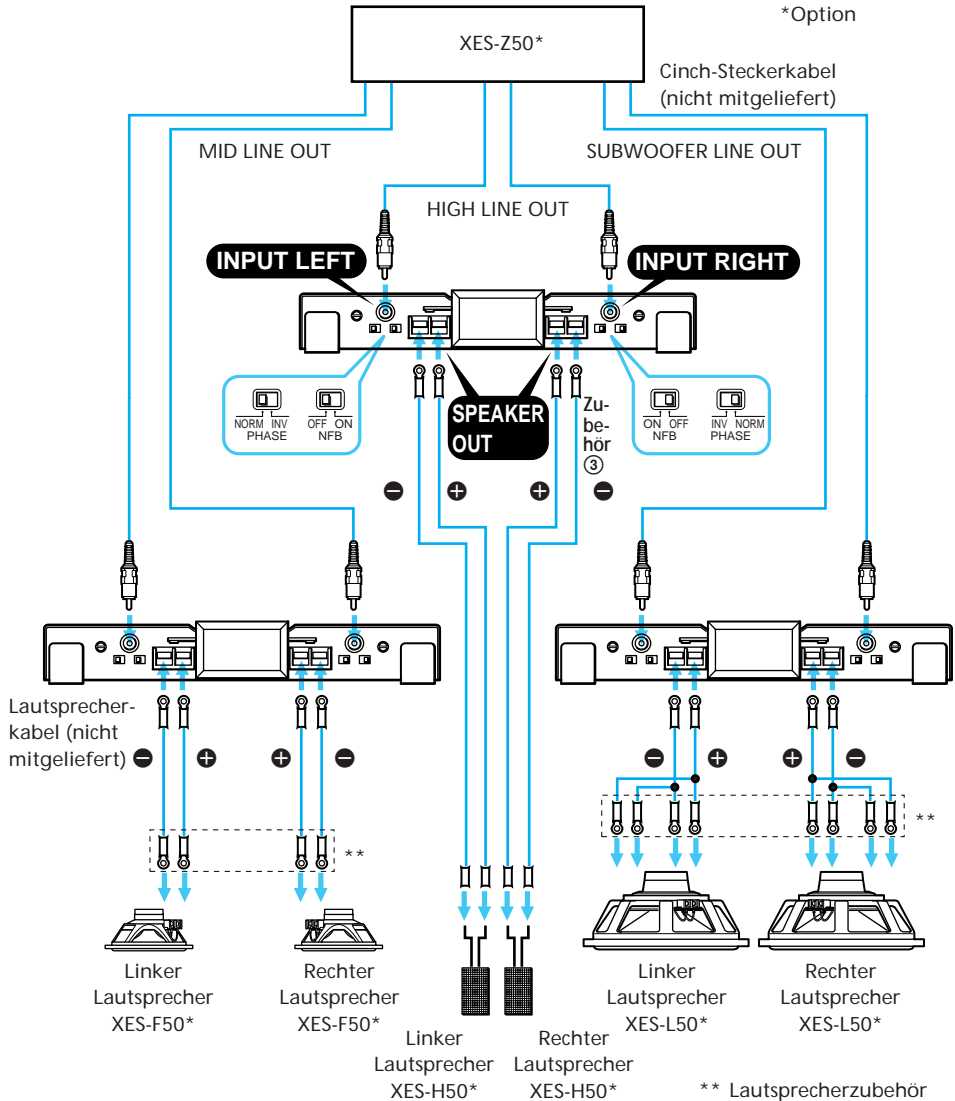 *Option
XES-Z50*
Cinch-Steckerkabel
(nicht mitgeliefert)
MID LINE OUT
SUBWOOFER LINE OUT
HIGH LINE OUT
INPUT LEFT
INPUT RIGHT
NORM INV
PHASE
OFF ON
NFB
SPEAKER
OUT
Zu-
be-
hör
③
ON OFF
NFB
INV NORM
PHASE
− + + −
Lautsprecher-
kabel (nicht
mitgeliefert)
− + + −
− + + −
**
**
Linker
Lautsprecher
XES-F50*
Rechter
Lautsprecher
XES-F50*
Linker
Lautsprecher
XES-H50*
Rechter
Lautsprecher
XES-H50*
Linker
Lautsprecher
XES-L50*
Rechter
Lautsprecher
XES-L50*
** Lautsprecherzubehör